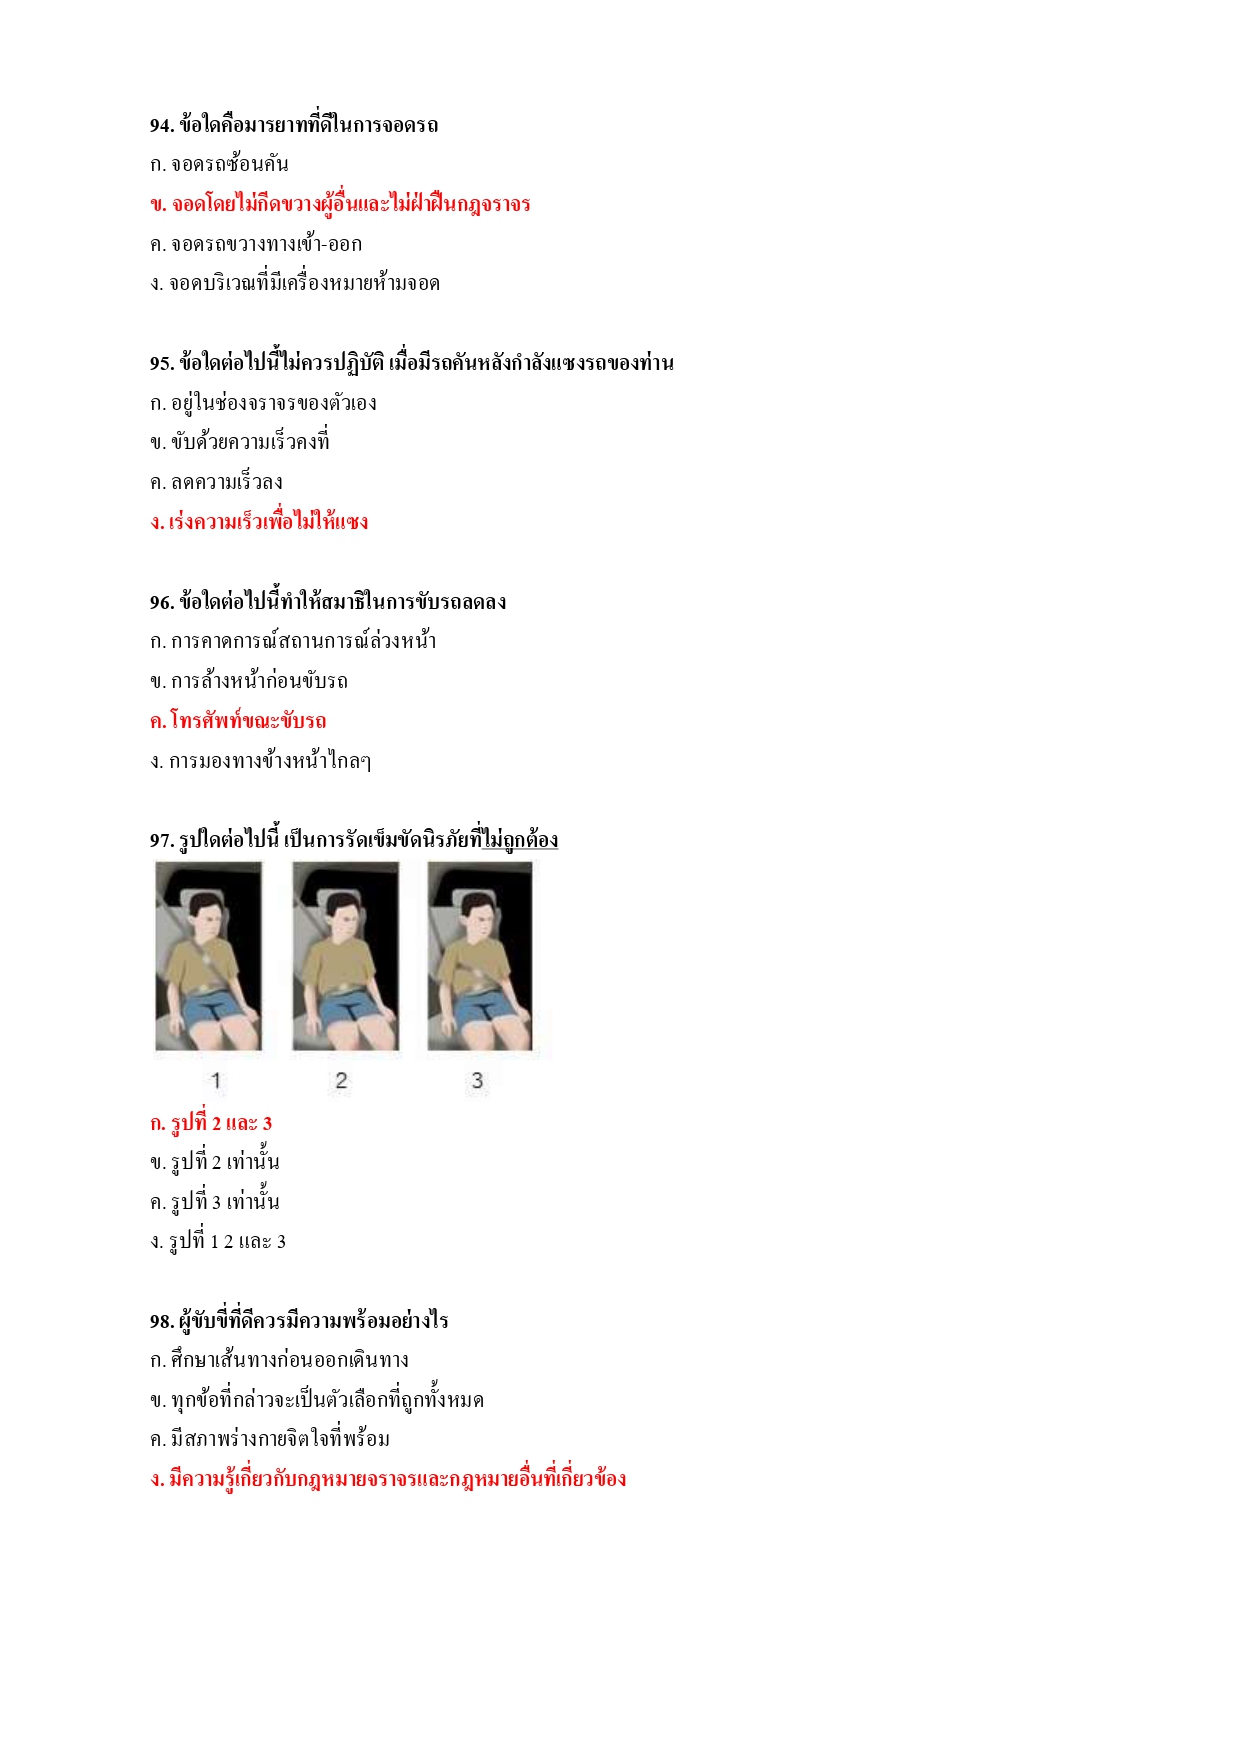 94. ข้อใดคือมารยาทที่ดีในการจอดรถ
ก. จอดรถซ้อนคัน
ข. จอดโดยไม่กีดขวางผู้อื่นและไม่ฝ่าฝืนกฎจราจร
ค. จอดรถขวางทางเข้า-ออก
ง. จอดบริเวณที่มีเครื่องหมายห้ามจอด
95. ข้อใดต่อไปนี้ไม่ควรปฏิบัติ เมื่อมีรถคันหลังกำลังแซงรถของท่าน
ก. อยู่ในช่องจราจรของตัวเอง
ข. ขับด้วยความเร็วคงที่
ค. ลดความเร็วลง
ง. เร่งความเร็วเพื่อไม่ให้แซง
96. ข้อใดต่อไปนี้ทำให้สมาธิในการขับรถลดลง
ก. การคาดการณ์สถานการณ์ล่วงหน้า
ข. การล้างหน้าก่อนขับรถ
ค. โทรศัพท์ขณะขับรถ
ง. การมองทางข้างหน้าไกลๆ
97. รูปใดต่อไปนี้ เป็นการรัดเข็มขัดนิรภัยที่ไม่ถูกต้อง
1 2 3
ก. รูปที่ 2 และ 3
ข. รูปที่ 2 เท่านั้น
ค. รูปที่ 3 เท่านั้น
ง. รูปที่ 1 2 และ 3
98. ผู้ขับขี่ที่ดีควรมีความพร้อมอย่างไร
ก. ศึกษาเส้นทางก่อนออกเดินทาง
ข. ทุกข้อที่กล่าวจะเป็นตัวเลือกที่ถูกทั้งหมด
ค. มีสภาพร่างกายจิตใจที่พร้อม
ง. มีความรู้เกี่ยวกับกฎหมายจราจรและกฎหมายอื่นที่เกี่ยวข้อง